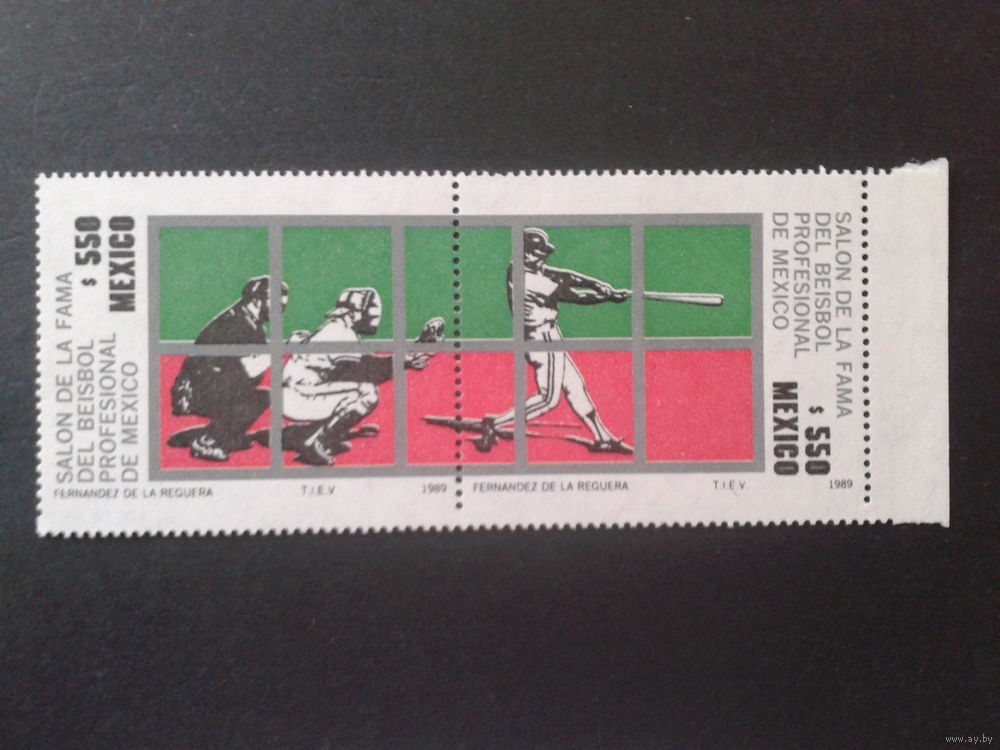 SALON DE LA FAMA
DEL BEISBOL
PROFESIONAL
DE MEXICO
$ 550
MEXICO
FERNANDEZ DE LA REGUERA
T.I.E.V
1989
SALON DE LA FAMA
DEL BEISBOL
PROFESIONAL
DE MEXICO
$ 550
MEXICO
FERNANDEZ DE LA REGUERA
T.I.E.V
1989
www.ay.by